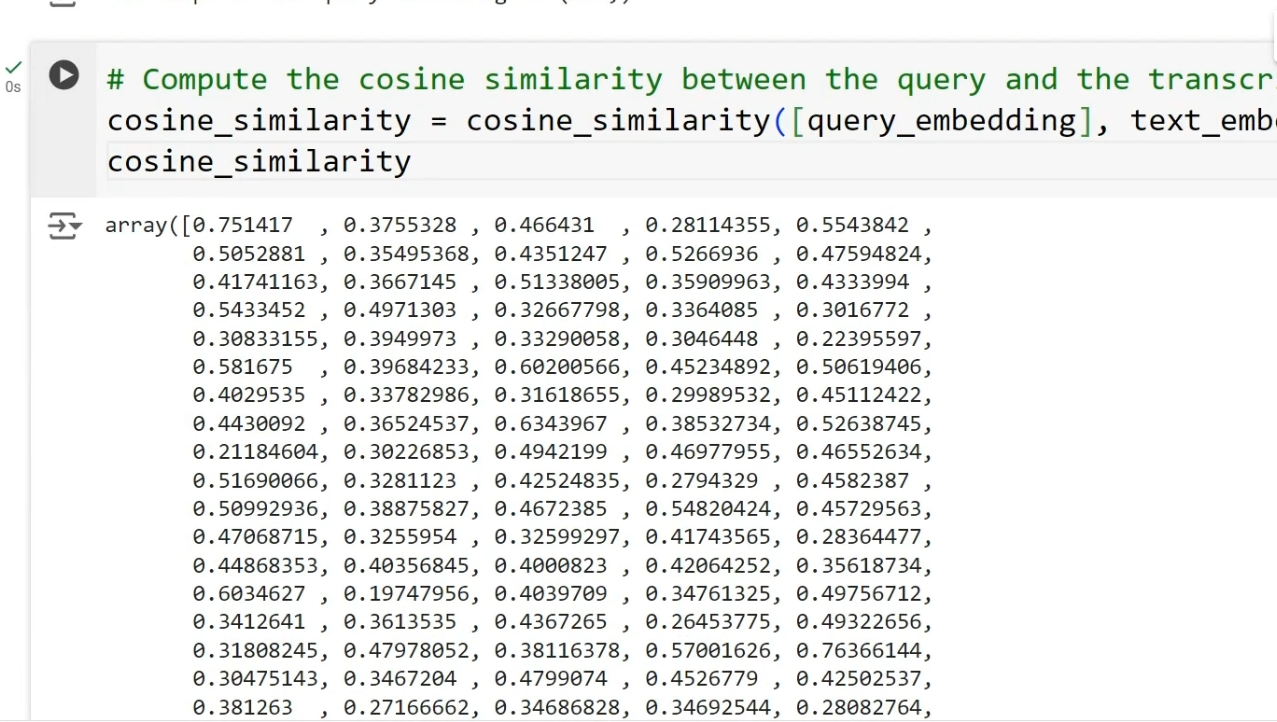 0s
# Compute the cosine similarity between the query and the transcr
cosine_similarity = cosine_similarity([query_embedding], text_emb
cosine_similarity
array([0.751417  , 0.3755328 , 0.466431  , 0.28114355, 0.5543842 ,
0.5052881 , 0.35495368, 0.4351247 , 0.5266936 , 0.47594824,
0.41741163, 0.3667145 , 0.51338005, 0.35909963, 0.4333994 ,
0.5433452 , 0.4971303 , 0.32667798, 0.3364085 , 0.3016772 ,
0.30833155, 0.3949973 , 0.33290058, 0.3046448 , 0.22395597,
0.581675  , 0.39684233, 0.60200566, 0.45234892, 0.50619406,
0.4029535 , 0.33782986, 0.31618655, 0.29989532, 0.45112422,
0.4430092 , 0.36524537, 0.6343967 , 0.38532734, 0.52638745,
0.21184604, 0.30226853, 0.4942199 , 0.46977955, 0.46552634,
0.51690066, 0.3281123 , 0.42524835, 0.2794329 , 0.4582387 ,
0.50992936, 0.38875827, 0.4672385 , 0.54820424, 0.45729563,
0.47068715, 0.3255954 , 0.32599297, 0.41743565, 0.28364477,
0.44868353, 0.40356845, 0.4000823 , 0.42064252, 0.35618734,
0.6034627 , 0.19747956, 0.4039709 , 0.34761325, 0.49756712,
0.3412641 , 0.3613535 , 0.4367265 , 0.26453775, 0.49322656,
0.31808245, 0.47978052, 0.38116378, 0.57001626, 0.76366144,
0.30475143, 0.3467204 , 0.4799074 , 0.4526779 , 0.42502537,
0.381263  , 0.27166662, 0.34686828, 0.34692544, 0.28082764,